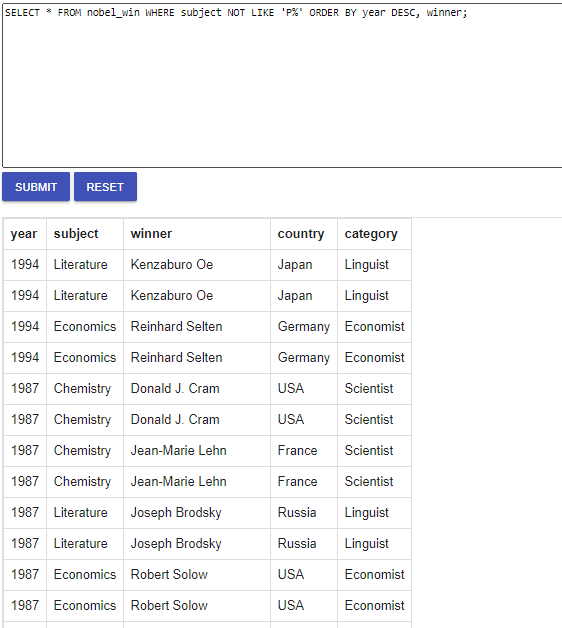 SELECT * FROM nobel_win WHERE subject NOT LIKE 'P%' ORDER BY year DESC, winner;
SUBMIT RESET
year subject winner country category
1994 Literature Kenzaburo Oe Japan Linguist
1994 Literature Kenzaburo Oe Japan Linguist
1994 Economics Reinhard Selten Germany Economist
1994 Economics Reinhard Selten Germany Economist
1987 Chemistry Donald J. Cram USA Scientist
1987 Chemistry Donald J. Cram USA Scientist
1987 Chemistry Jean-Marie Lehn France Scientist
1987 Chemistry Jean-Marie Lehn France Scientist
1987 Literature Joseph Brodsky Russia Linguist
1987 Literature Joseph Brodsky Russia Linguist
1987 Economics Robert Solow USA Economist
1987 Economics Robert Solow USA Economist